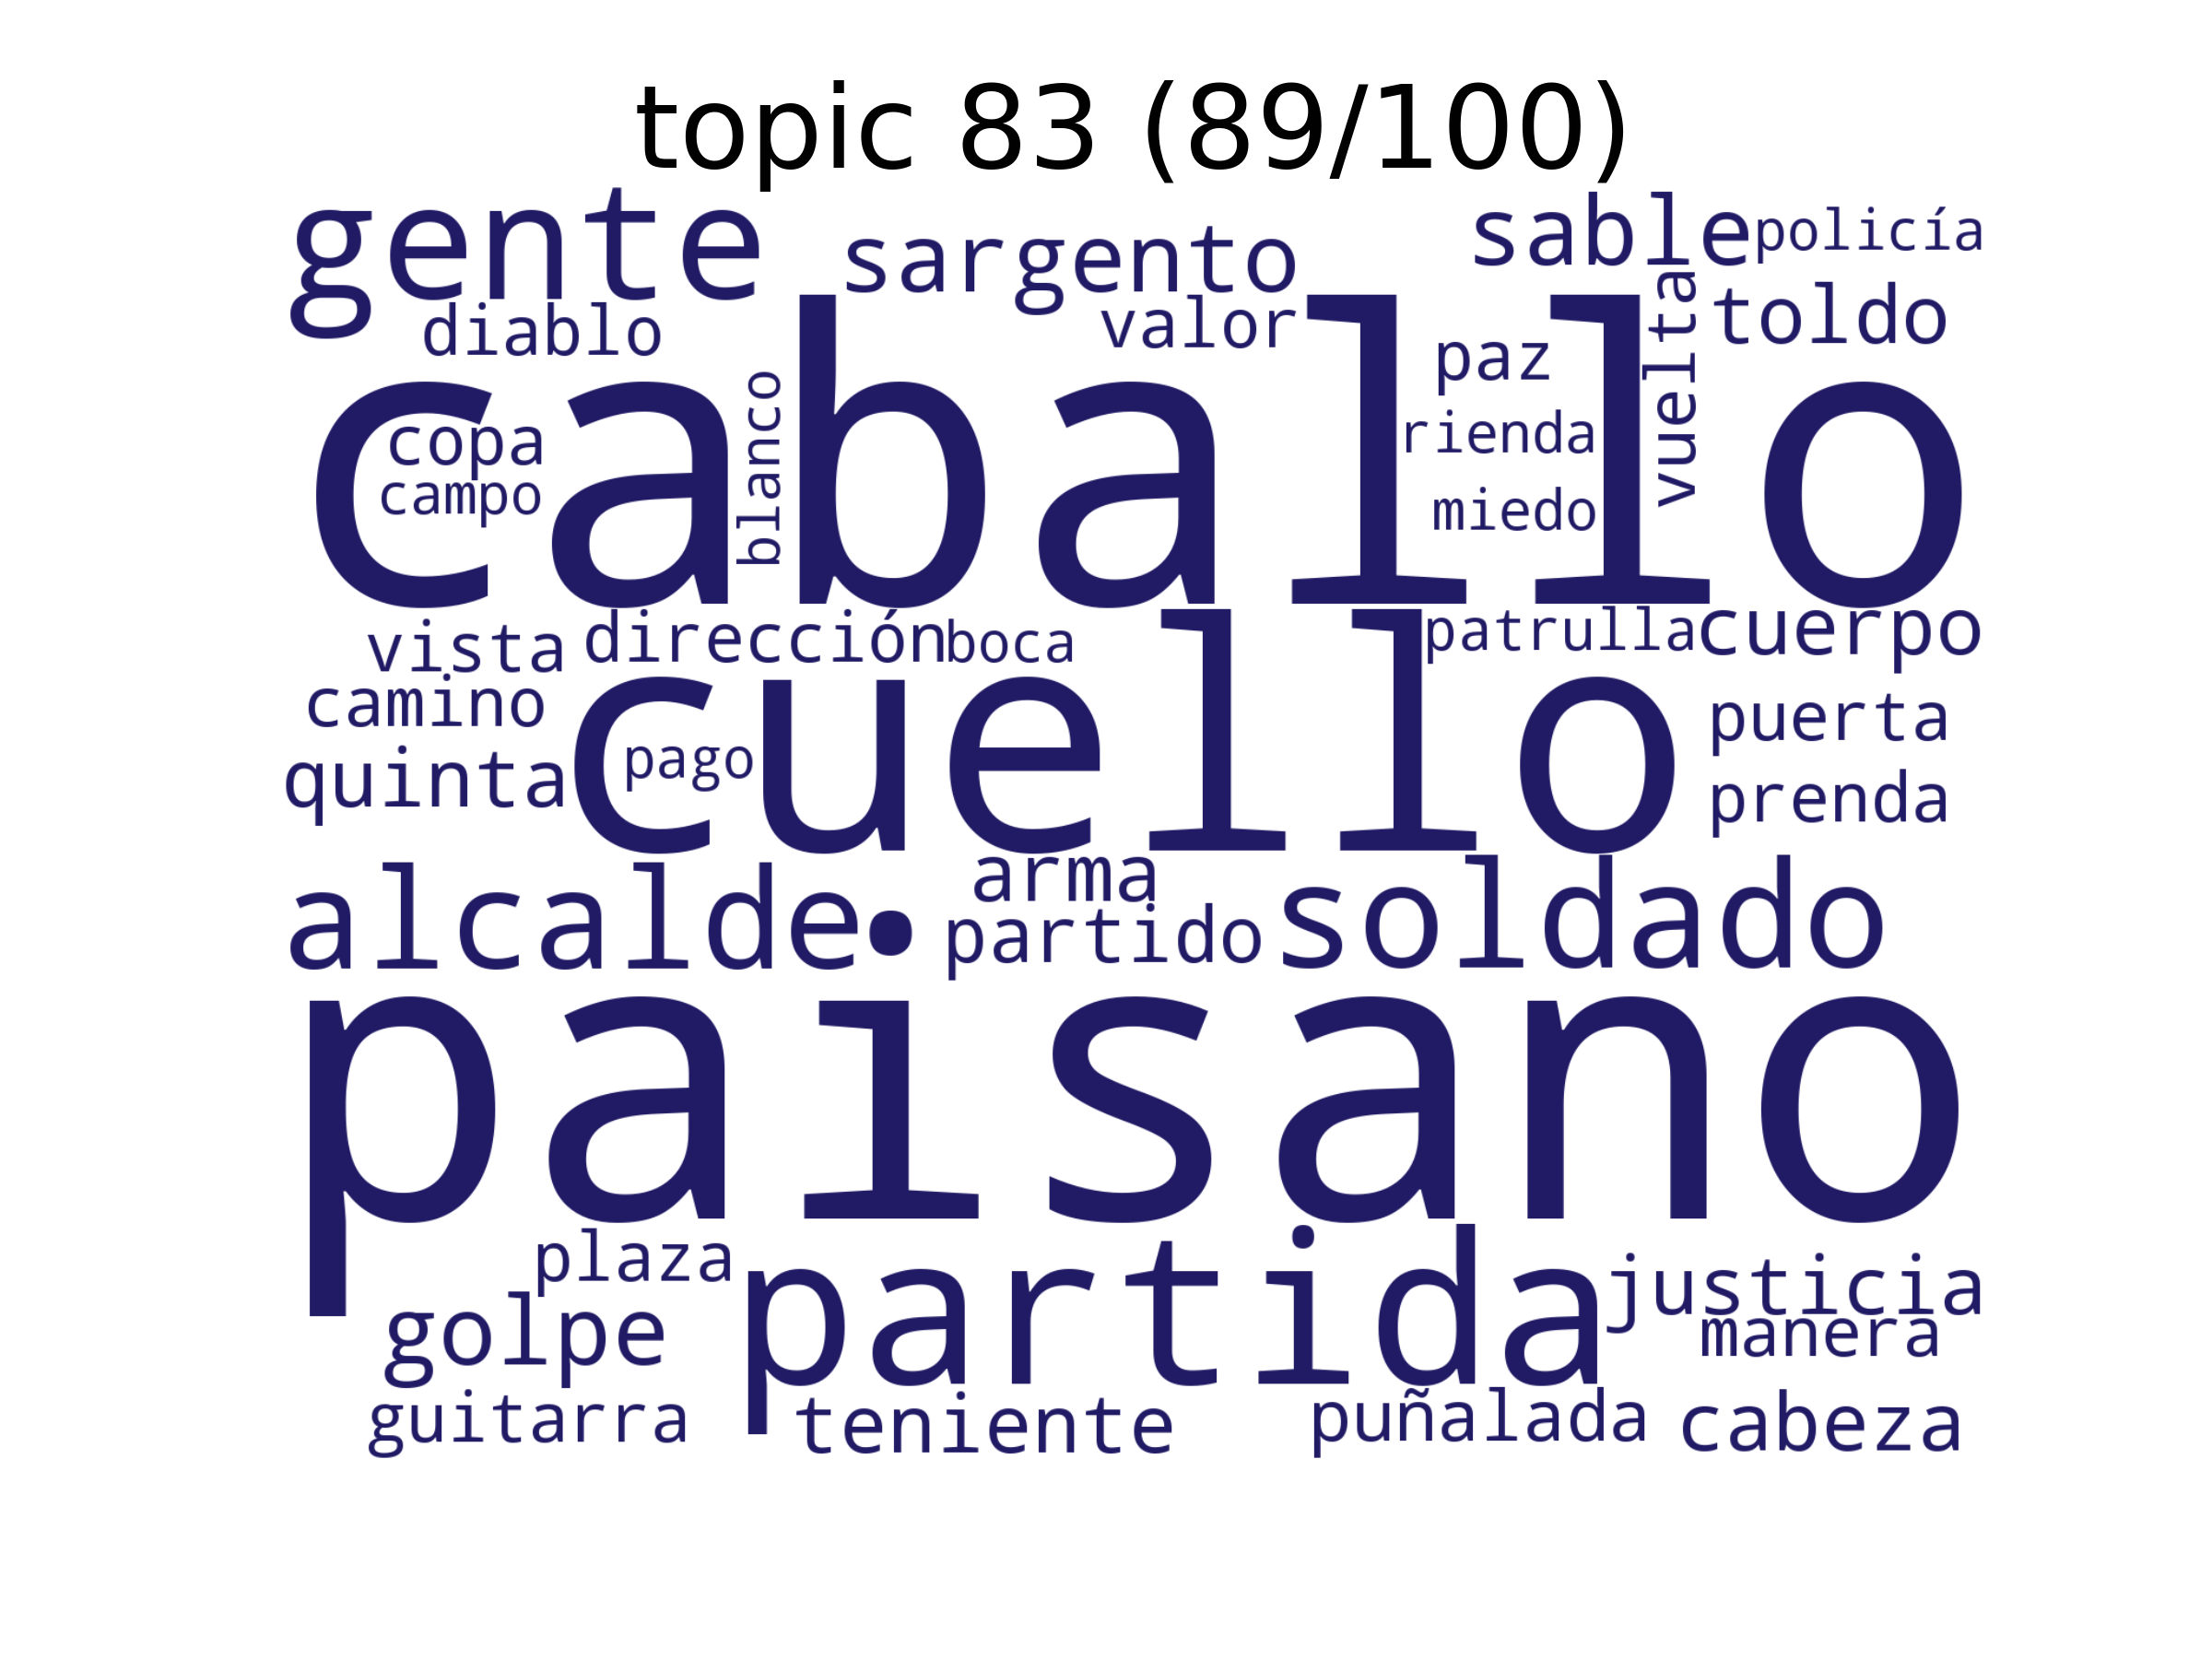 topic 83 (89/100)
gente sargento sable policía
diablo valor vuelta toldo
caballo
copa blanco paz
campo rienda
miedo
vista dirección boca patrulla cuerpo
camino cuello puerta
quinta pago prenda
alcalde arma soldado
partido
paisano
plaza partida justicia
golpe manera
guitarra teniente puñalada cabeza